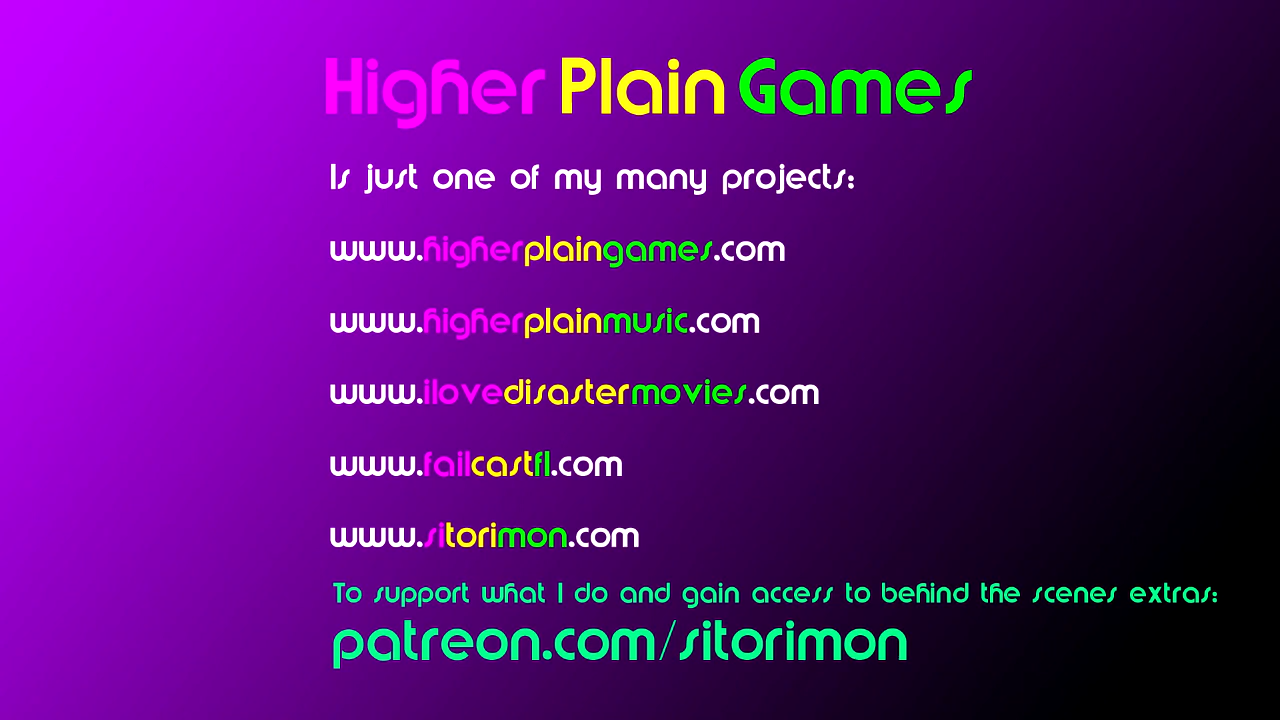 Higher Plain Games
Is just one of my many projects:
www.higherplaingames.com
www.higherplainmusic.com
www.ilovedisastermovies.com
www.failcastfl.com
www.sitorimon.com
To support what I do and gain access to behind the scenes extras:
patreon.com/sitorimon